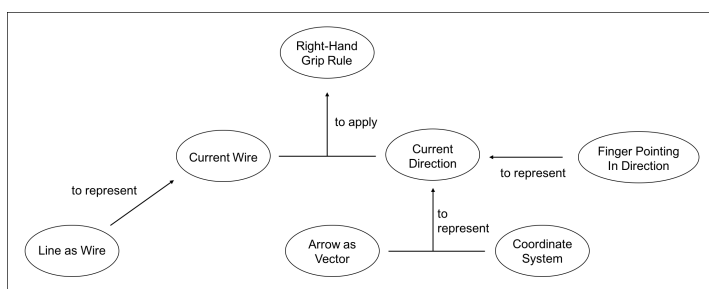 Right-Hand
Grip Rule
to apply
Current Wire
Current
Direction
Finger Pointing
In Direction
to represent
to represent
to
represent
Line as Wire
Arrow as
Vector
Coordinate
System